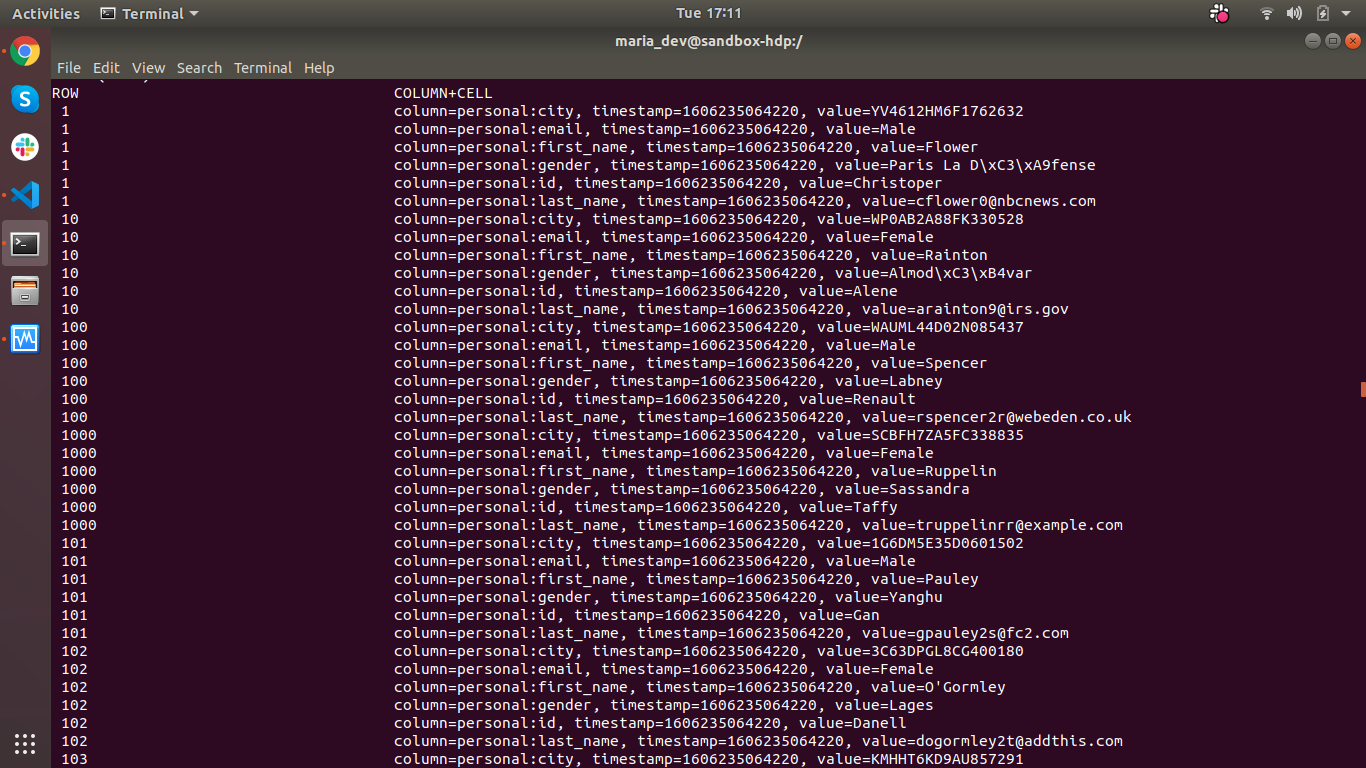 Activities Terminal Tue 17:11
maria_dev@sandbox-hdp:/
File Edit View Search Terminal Help
ROW COLUMN+CELL
1 column=personal:city, timestamp=1606235064220, value=YV4612HM6F1762632
1 column=personal:email, timestamp=1606235064220, value=Male
1 column=personal:first_name, timestamp=1606235064220, value=Flower
1 column=personal:gender, timestamp=1606235064220, value=Paris La D\xC3\xA9fense
1 column=personal:id, timestamp=1606235064220, value=Christoper
1 column=personal:last_name, timestamp=1606235064220, value=cflower0@nbcnews.com
10 column=personal:city, timestamp=1606235064220, value=WP0AB2A88FK330528
10 column=personal:email, timestamp=1606235064220, value=Female
10 column=personal:first_name, timestamp=1606235064220, value=Rainton
10 column=personal:gender, timestamp=1606235064220, value=Almod\xC3\xB4var
10 column=personal:id, timestamp=1606235064220, value=Alene
10 column=personal:last_name, timestamp=1606235064220, value=arainton9@irs.gov
100 column=personal:city, timestamp=1606235064220, value=WAUML44D02N085437
100 column=personal:email, timestamp=1606235064220, value=Male
100 column=personal:first_name, timestamp=1606235064220, value=Spencer
100 column=personal:gender, timestamp=1606235064220, value=Labney
100 column=personal:id, timestamp=1606235064220, value=Renault
100 column=personal:last_name, timestamp=1606235064220, value=rspencer2r@webeden.co.uk
1000 column=personal:city, timestamp=1606235064220, value=SCBFH7ZA5FC338835
1000 column=personal:email, timestamp=1606235064220, value=Female
1000 column=personal:first_name, timestamp=1606235064220, value=Ruppelin
1000 column=personal:gender, timestamp=1606235064220, value=Sassandra
1000 column=personal:id, timestamp=1606235064220, value=Taffy
1000 column=personal:last_name, timestamp=1606235064220, value=truppelinrr@example.com
101 column=personal:city, timestamp=1606235064220, value=1G6DM5E35D0601502
101 column=personal:email, timestamp=1606235064220, value=Male
101 column=personal:first_name, timestamp=1606235064220, value=Pauley
101 column=personal:gender, timestamp=1606235064220, value=Yanghu
101 column=personal:id, timestamp=1606235064220, value=Gan
101 column=personal:last_name, timestamp=1606235064220, value=gpauley2s@fc2.com
102 column=personal:city, timestamp=1606235064220, value=3C63DPGL8CG400180
102 column=personal:email, timestamp=1606235064220, value=Female
102 column=personal:first_name, timestamp=1606235064220, value=O'Gormley
102 column=personal:gender, timestamp=1606235064220, value=Lages
102 column=personal:id, timestamp=1606235064220, value=Danell
102 column=personal:last_name, timestamp=1606235064220, value=dogormley2t@addthis.com
103 column=personal:city, timestamp=1606235064220, value=KMHHT6KD9AU857291